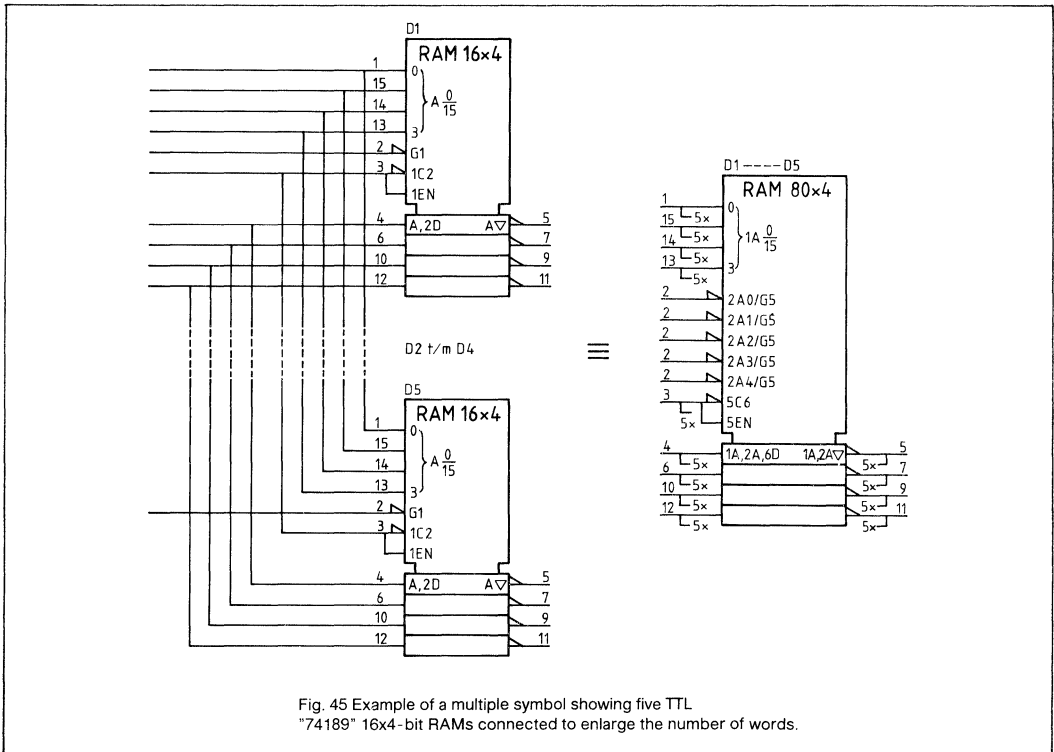 D1
RAM 16×4
1 0
15
14 A 0/15
13 3
2 G1
3 1C2
1EN
4 A,2D A▽ 5
6 7
10 9
12 11
D2 t/m D4
D5
RAM 16×4
1 0
15
14 A 0/15
13 3
2 G1
3 1C2
1EN
4 A,2D A▽ 5
6 7
10 9
12 11
≡
D1----D5
RAM 80×4
1 5× 0
15 5×
14 5× 1A 0/15
13 5× 3
2 2A0/G5
2 2A1/G5
2 2A2/G5
2 2A3/G5
2 2A4/G5
3 5C6
5× 5EN
4 5× 1A,2A,6D 1A,2A▽ 5× 5
6 5× 5× 7
10 5× 5× 9
12 5× 5× 11
Fig. 45 Example of a multiple symbol showing five TTL
"74189" 16x4-bit RAMs connected to enlarge the number of words.